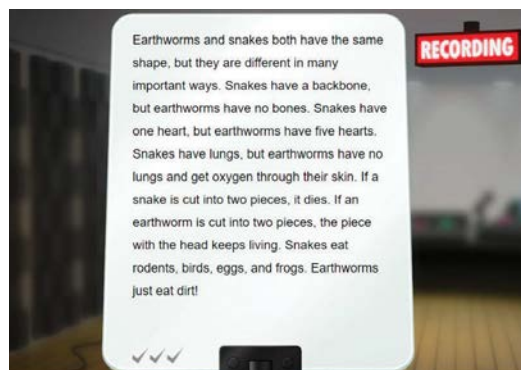 Earthworms and snakes both have the same
shape, but they are different in many
important ways. Snakes have a backbone,
but earthworms have no bones. Snakes have
one heart, but earthworms have five hearts.
Snakes have lungs, but earthworms have no
lungs and get oxygen through their skin. If a
snake is cut into two pieces, it dies. If an
earthworm is cut into two pieces, the piece
with the head keeps living. Snakes eat
rodents, birds, eggs, and frogs. Earthworms
just eat dirt!
RECORDING